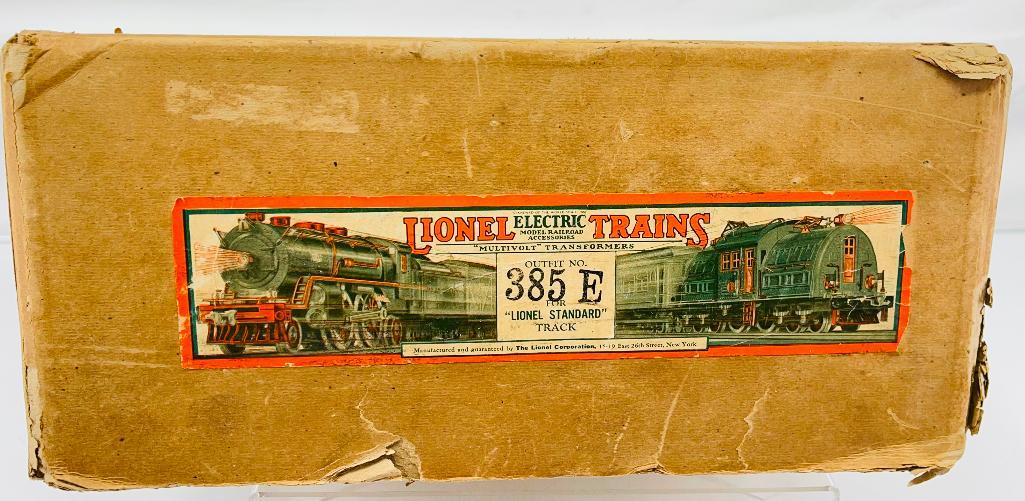 LIONEL ELECTRIC TRAINS
MODEL RAILROAD
ACCESSORIES
"MULTIVOLT" TRANSFORMERS
OUTFIT NO.
385 E
FOR
"LIONEL STANDARD"
TRACK
Manufactured and guaranteed by The Lionel Corporation, 15-19 East 26th Street, New York